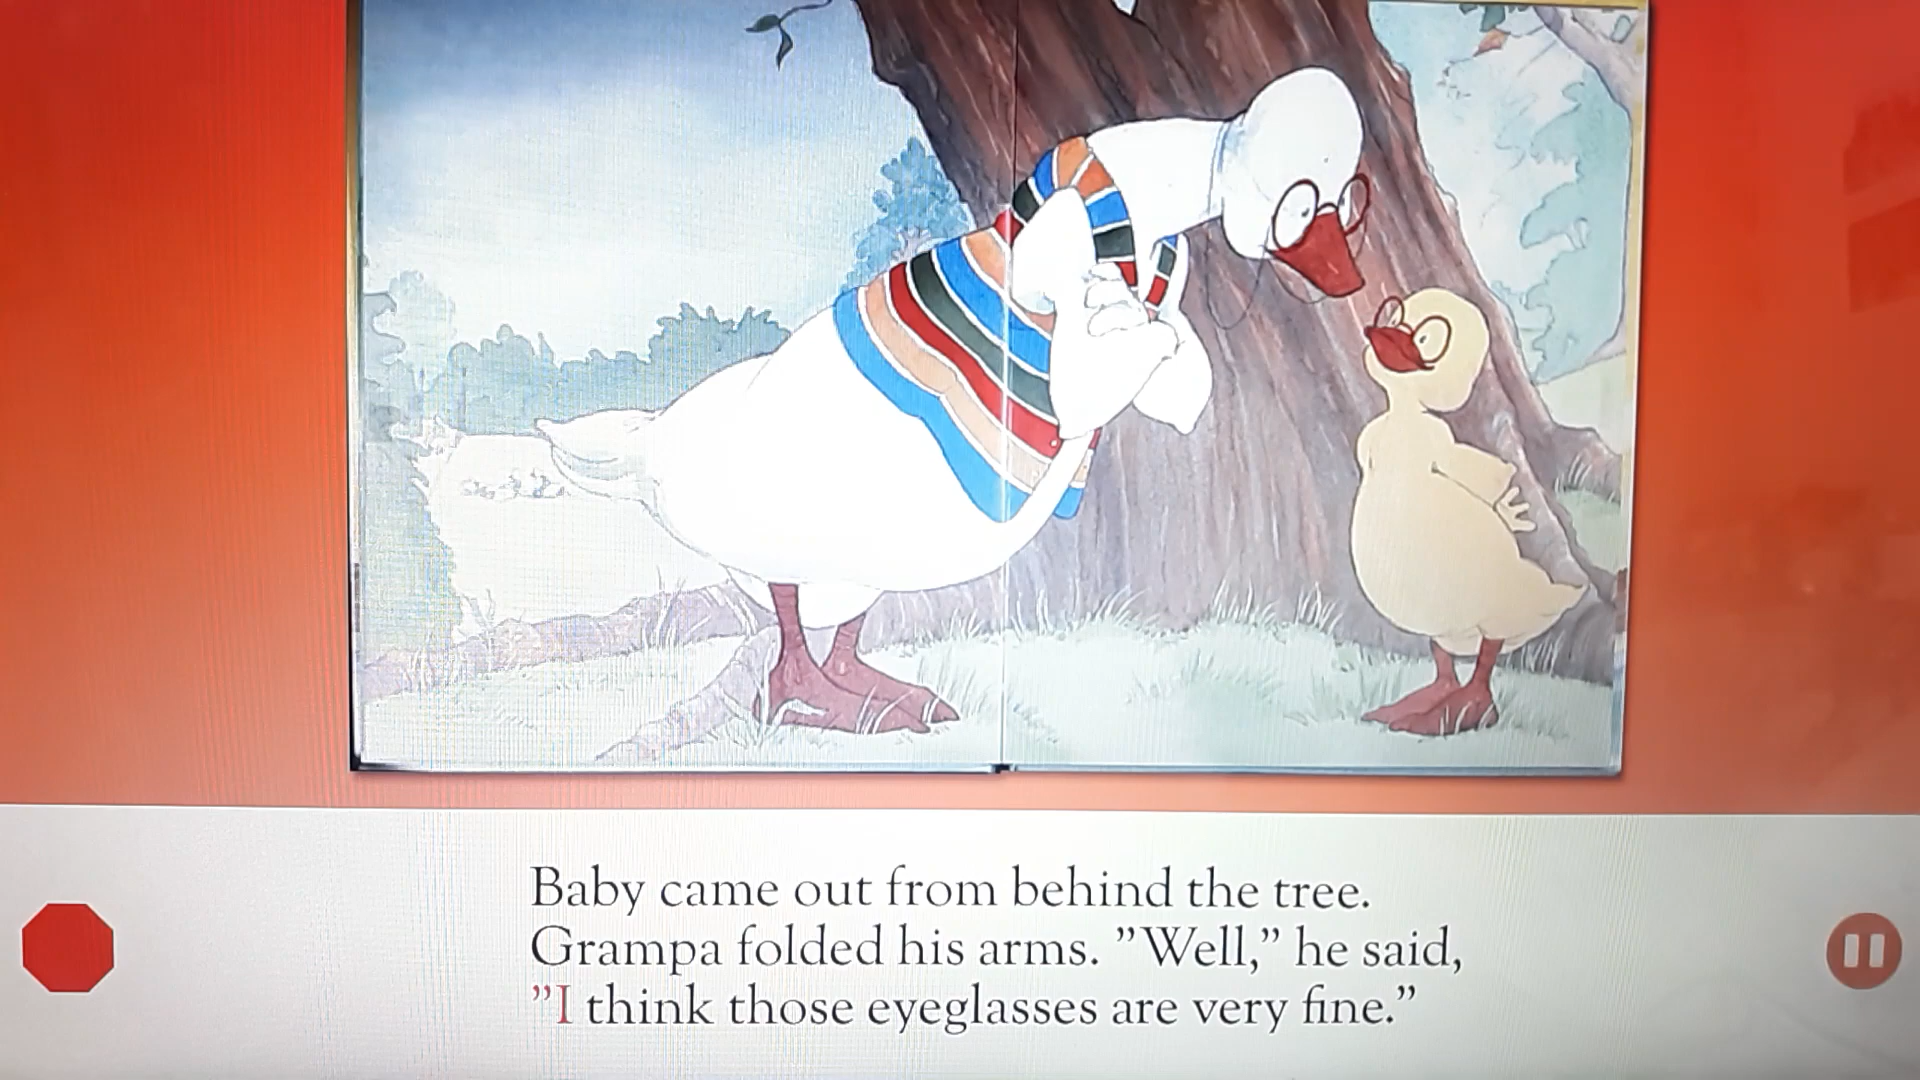 Baby came out from behind the tree.
Grampa folded his arms. ”Well,” he said,
”I think those eyeglasses are very fine.”